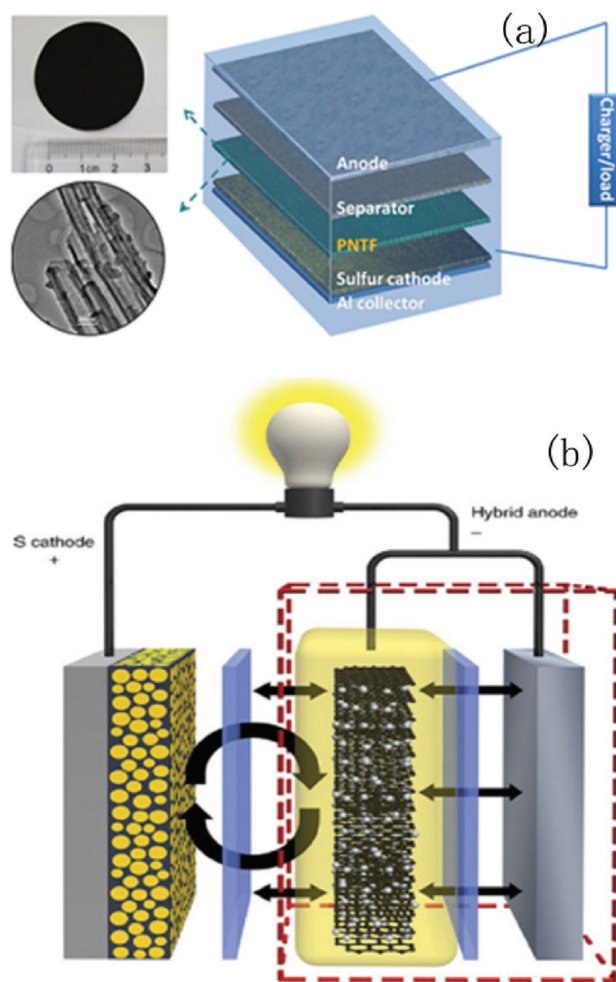 (a)
0 1cm 2 3
Anode
Separator
PNTF
Sulfur cathode
Al collector
Charger/load
(b)
S cathode
+
Hybrid anode
–